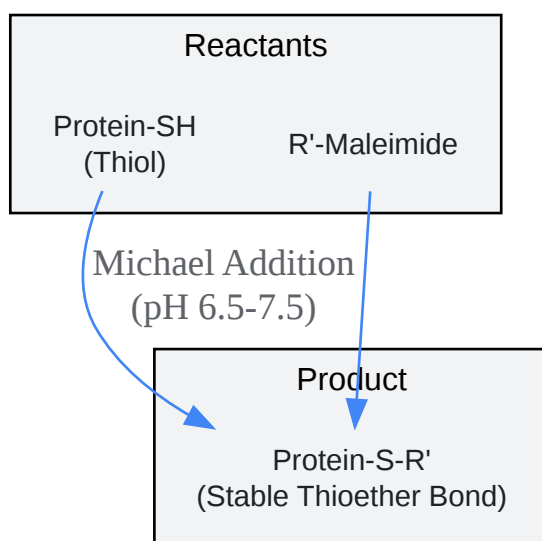 Reactants
Protein-SH
(Thiol)
R'-Maleimide
Michael Addition
(pH 6.5-7.5)
Product
Protein-S-R'
(Stable Thioether Bond)